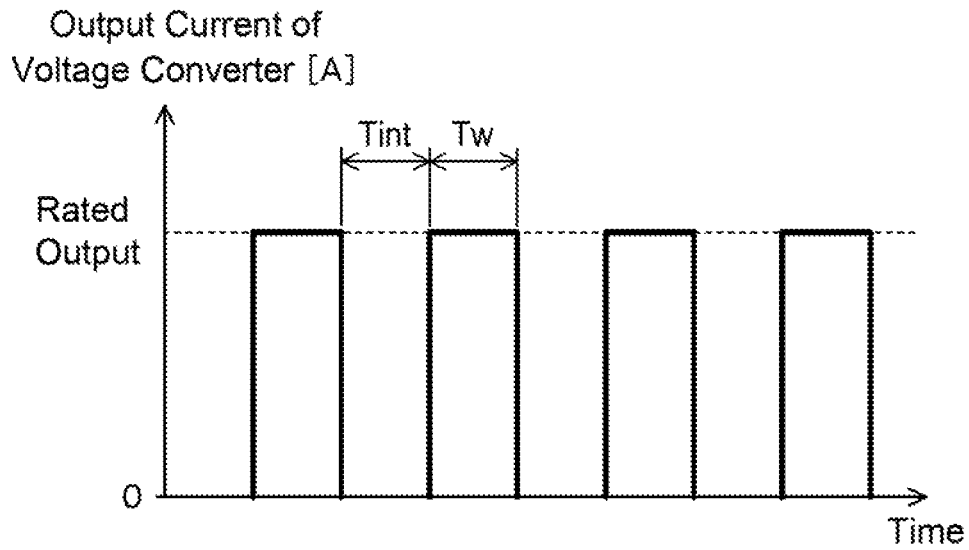 Output Current of
Voltage Converter [A]
Tint
Tw
Rated
Output
0
Time